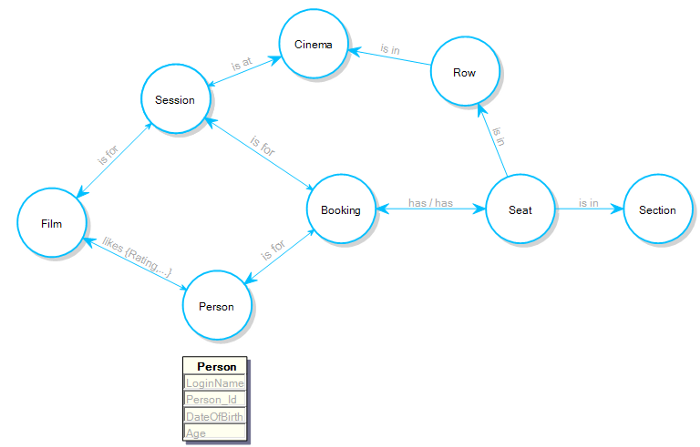 Cinema
is in
Row
is at
Session
is for
is for
is in
Film
Booking
has / has
Seat
is in
Section
likes {Rating,...}
is for
Person
Person
LoginName
Person_Id
DateOfBirth
Age